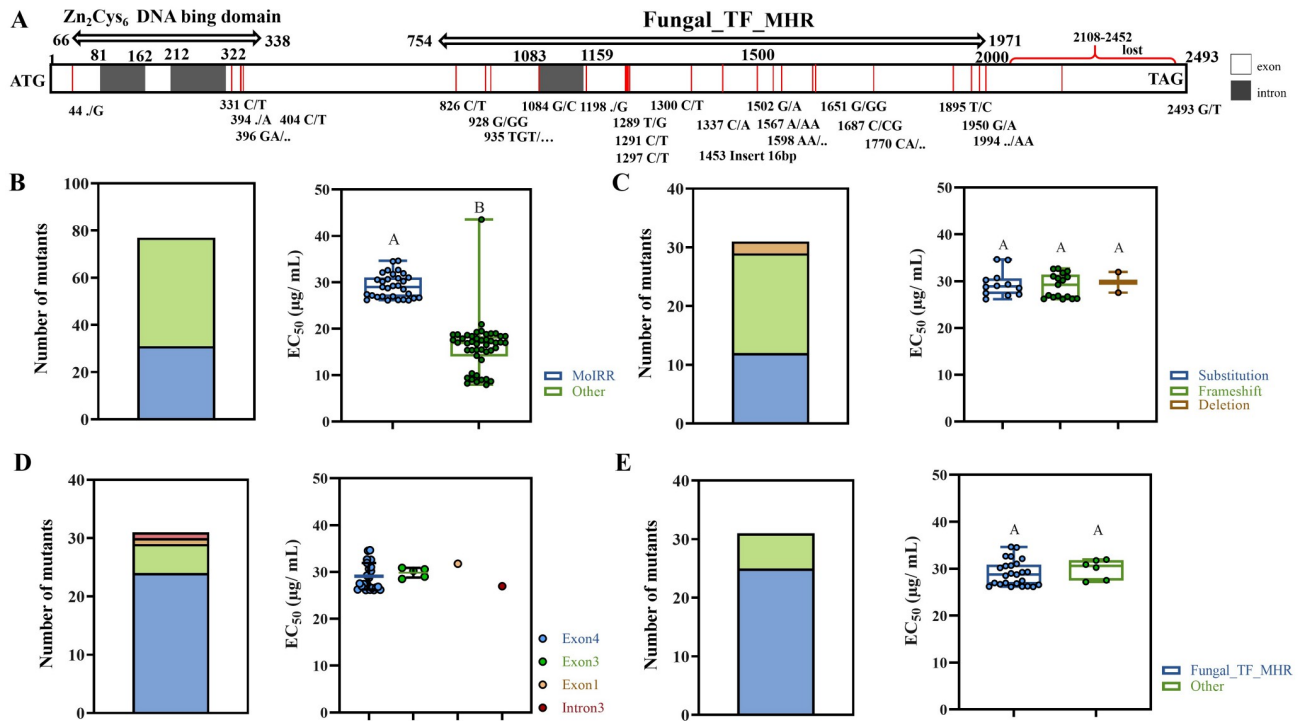 A
Zn2Cys6 DNA bing domain
Fungal_TF_MHR
66 338 754 1971
2108-2452
lost
1 81 162 212 322 1083 1159 1500 2000 2493
ATG TAG
exon
intron
44 ./G 331 C/T 826 C/T 1084 G/C 1198 ./G 1300 C/T 1502 G/A 1651 G/GG 1895 T/C 2493 G/T
394 ./A 404 C/T 928 G/GG 1289 T/G 1337 C/A 1567 A/AA 1687 C/CG 1950 G/A
396 GA/.. 935 TGT/… 1291 C/T 1598 AA/.. 1770 CA/.. 1994 ../AA
1297 C/T 1453 Insert 16bp
B
Number of mutants
100
80
60
40
20
0
EC50 (µg/ mL)
50
40
30
20
10
0
A B
MoIRR
Other
C
Number of mutants
40
30
20
10
0
EC50 (µg/ mL)
50
40
30
20
10
0
A A A
Substitution
Frameshift
Deletion
D
Number of mutants
40
30
20
10
0
EC50 (µg/ mL)
50
40
30
20
10
0
Exon4
Exon3
Exon1
Intron3
E
Number of mutants
40
30
20
10
0
EC50 (µg/ mL)
50
40
30
20
10
0
A A
Fungal_TF_MHR
Other